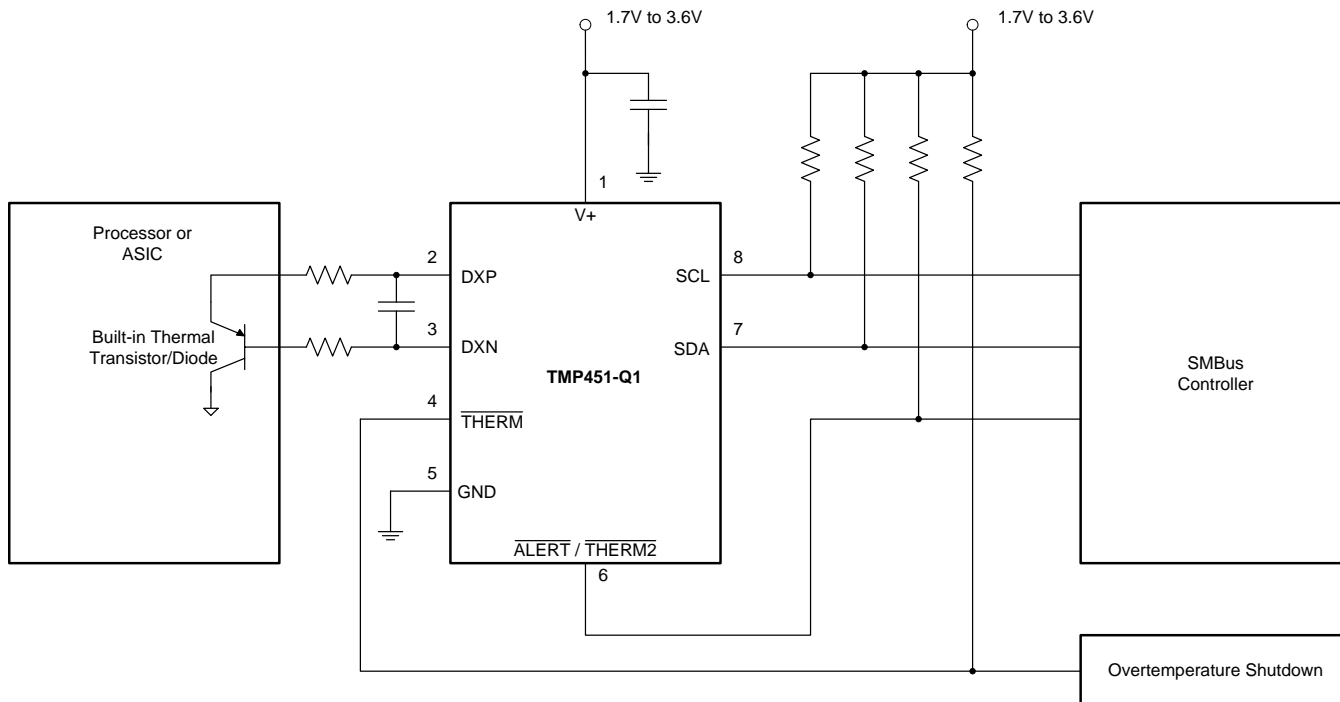 1.7V to 3.6V
1.7V to 3.6V
1
V+
Processor or
ASIC
Built-in Thermal
Transistor/Diode
2
DXP
3
DXN
4
THERM
5
GND
TMP451-Q1
8
SCL
7
SDA
ALERT / THERM2
6
SMBus
Controller
Overtemperature Shutdown